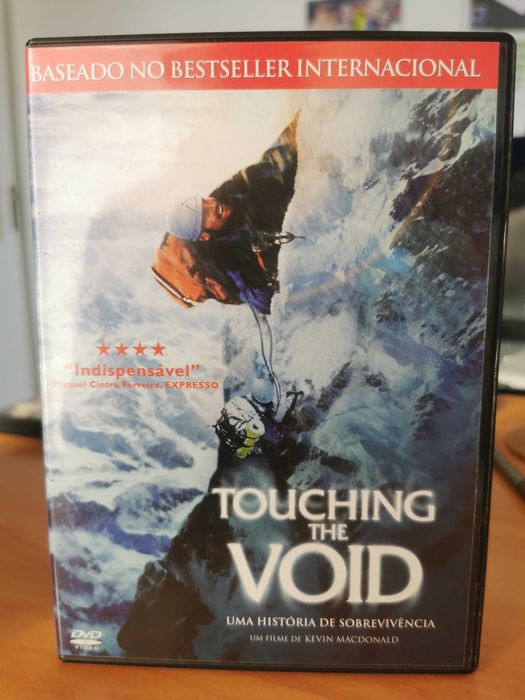 BASEADO NO BESTSELLER INTERNACIONAL
★★★★
"Indispensável"
Manuel Cintra Ferreira, EXPRESSO
TOUCHING
THE
VOID
UMA HISTÓRIA DE SOBREVIVÊNCIA
UM FILME DE KEVIN MACDONALD
DVD
VIDEO